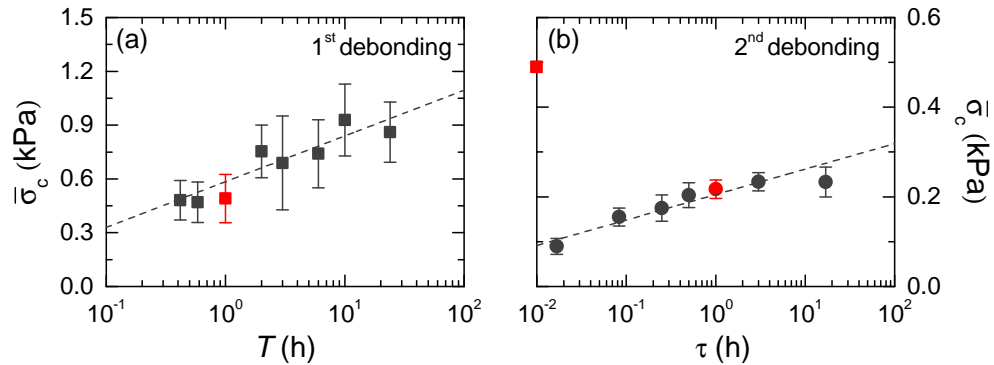 (a)
1st debonding
1.5
1.2
0.9
0.6
0.3
0.0
σ̄c (kPa)
10⁻¹ 10⁰ 10¹ 10²
T (h)
(b)
2nd debonding
0.6
0.4
0.2
0.0
σ̄c (kPa)
10⁻² 10⁻¹ 10⁰ 10¹ 10²
τ (h)